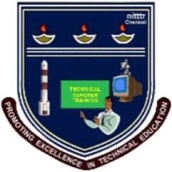 nitttr
Chennai
TECHNICAL
TEACHER
TRAINING
PROMOTING EXCELLENCE IN TECHNICAL EDUCATION